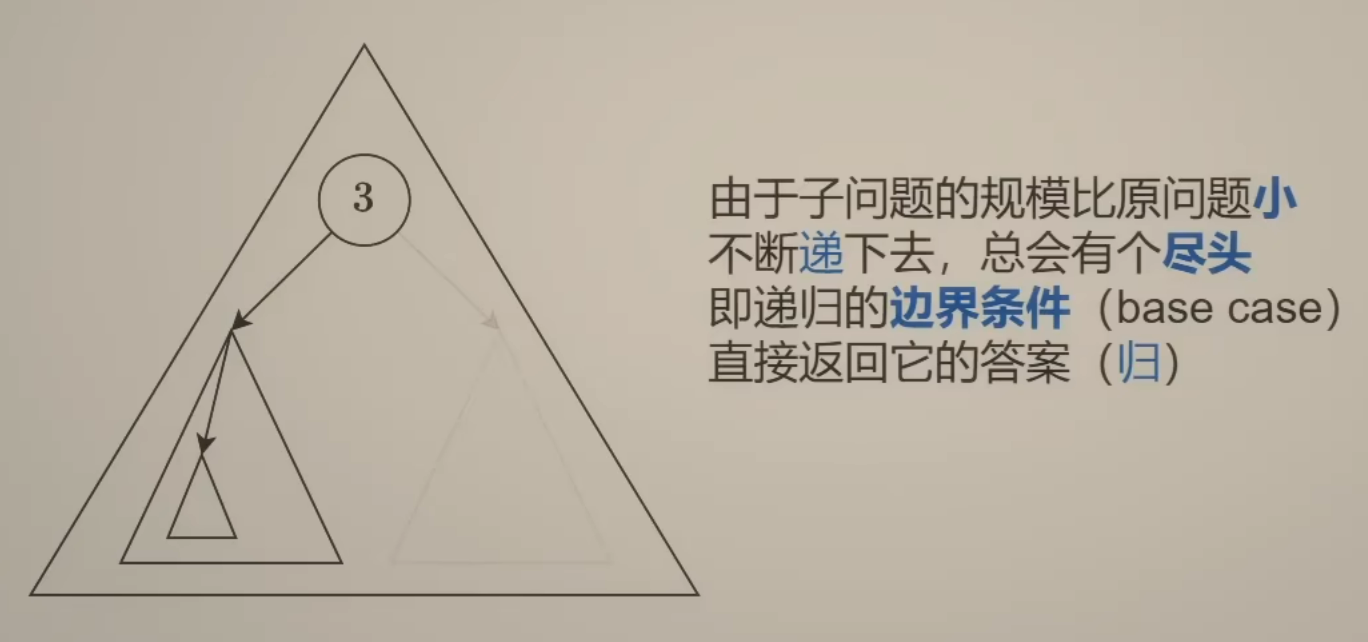 3
由于子问题的规模比原问题小
不断递下去，总会有个尽头
即递归的边界条件（base case）
直接返回它的答案（归）